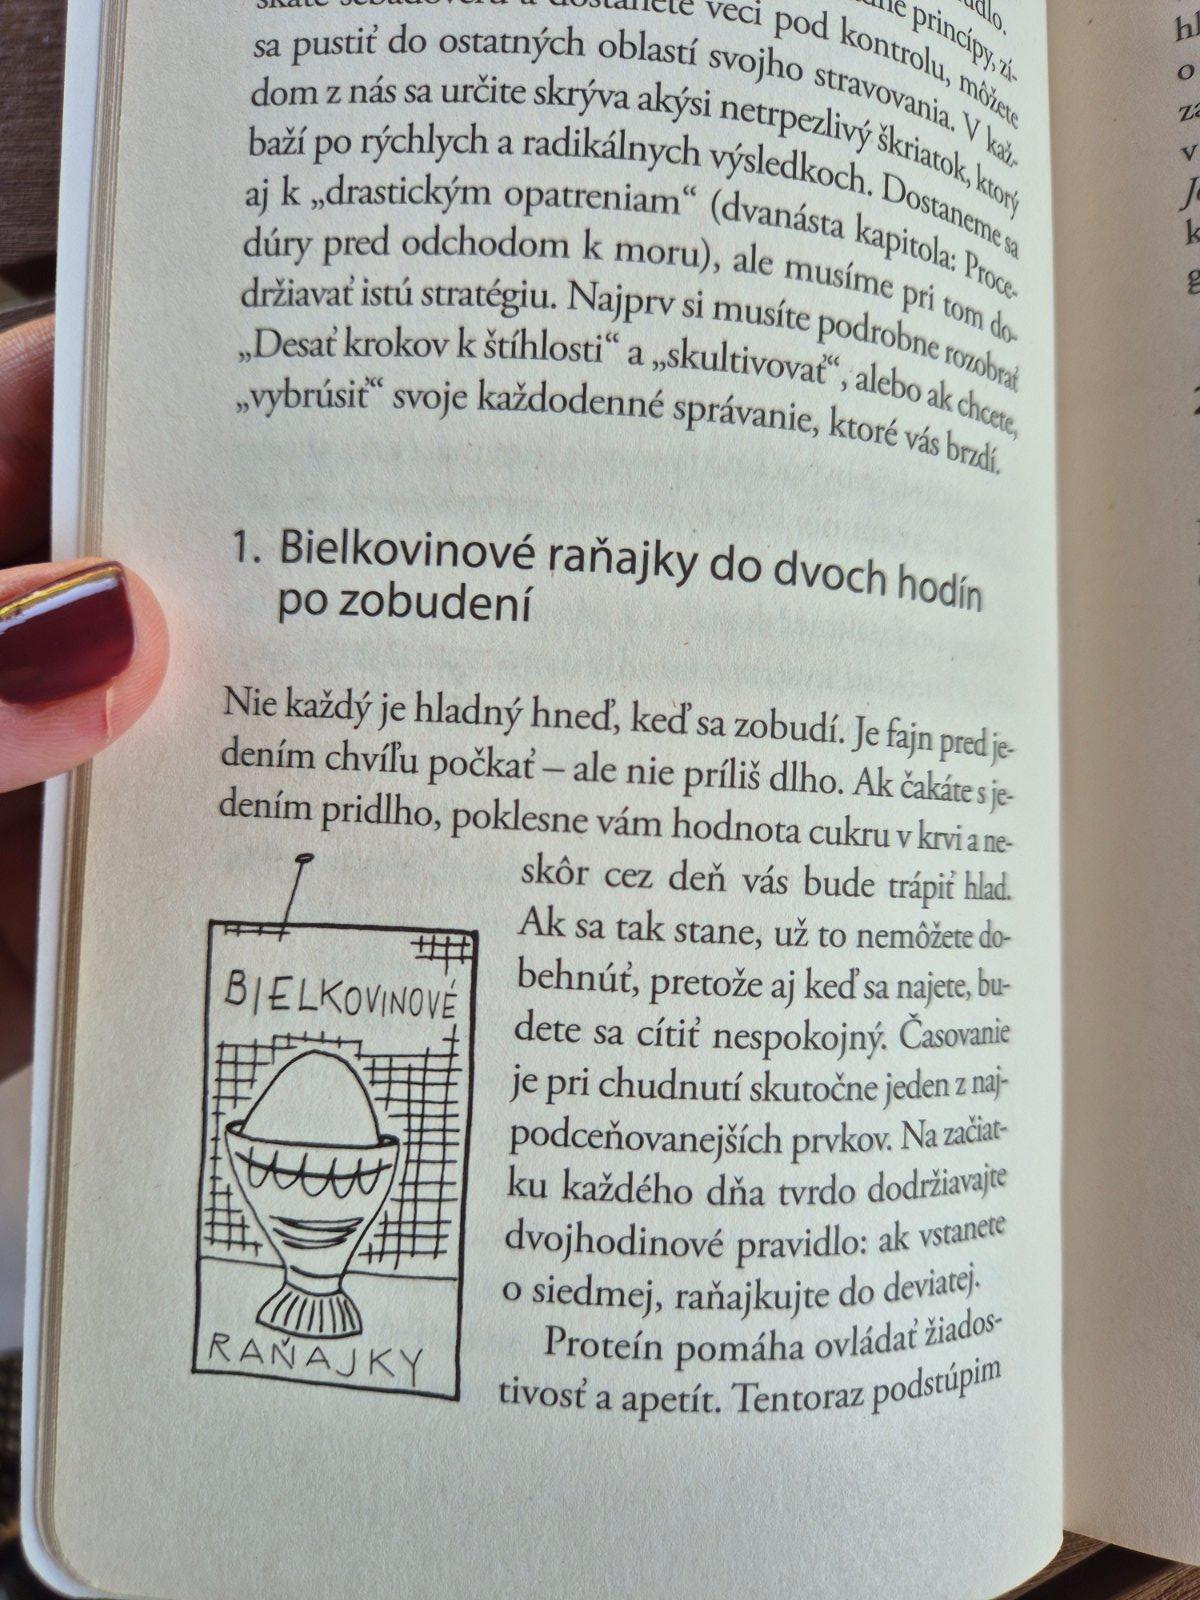 veci pod kontrolu, môžete
sa pustiť do ostatných oblastí svojho stravovania. V kaž-
dom z nás sa určite skrýva akýsi netrpezlivý škriatok, ktorý
baží po rýchlych a radikálnych výsledkoch. Dostaneme sa
aj k „drastickým opatreniam“ (dvanásta kapitola: Proce-
dúry pred odchodom k moru), ale musíme pri tom do-
držiavať istú stratégiu. Najprv si musíte podrobne rozobrať
„Desať krokov k štíhlosti“ a „skultivovať“, alebo ak chcete,
„vybrúsiť“ svoje každodenné správanie, ktoré vás brzdí.
1. Bielkovinové raňajky do dvoch hodín
po zobudení
Nie každý je hladný hneď, keď sa zobudí. Je fajn pred je-
dením chvíľu počkať – ale nie príliš dlho. Ak čakáte s je-
dením pridlho, poklesne vám hodnota cukru v krvi a ne-
skôr cez deň vás bude trápiť hlad.
Ak sa tak stane, už to nemôžete do-
behnúť, pretože aj keď sa najete, bu-
dete sa cítiť nespokojný. Časovanie
je pri chudnutí skutočne jeden z naj-
podceňovanejších prvkov. Na začiat-
ku každého dňa tvrdo dodržiavajte
dvojhodinové pravidlo: ak vstanete
o siedmej, raňajkujte do deviatej.
Proteín pomáha ovládať žiados-
tivosť a apetít. Tentoraz podstúpim
BIELKOVINOVÉ
RAŇAJKY